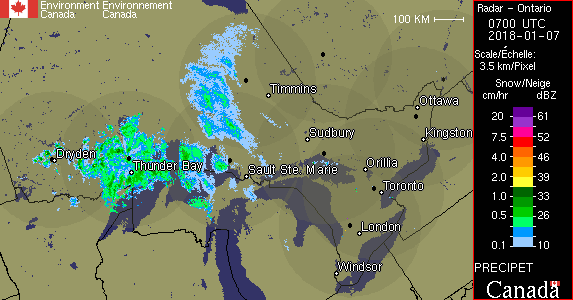 Environment Environnement
Canada Canada
100 KM
Timmins
Ottawa
Sudbury
Kingston
Dryden
Thunder Bay
Sault Ste. Marie
Orillia
Toronto
London
Windsor
Radar - Ontario
0700 UTC
2018-01-07
Scale/Échelle:
3.5 km/Pixel
Snow/Neige
cm/hr dBZ
20 61
7.5 52
4.0 46
2.0 39
1.0 33
0.5 26
0.1 10
PRECIPET
Canada